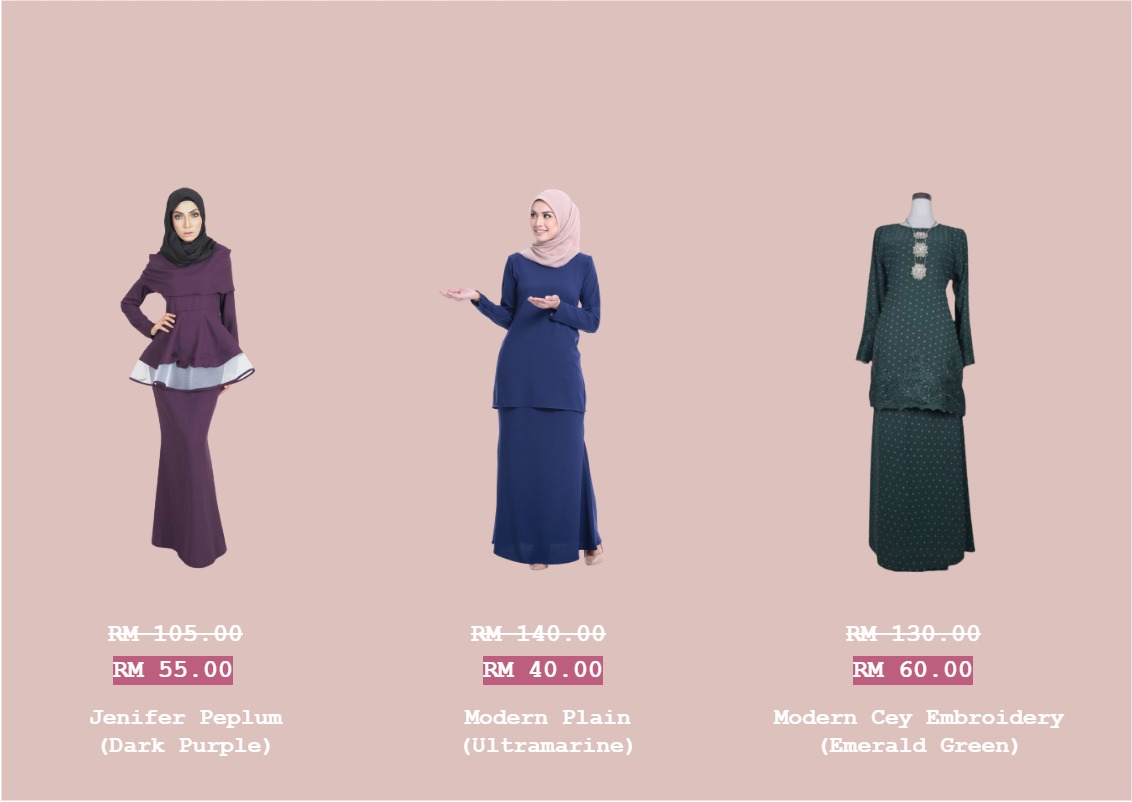 RM 105.00
RM 55.00
Jenifer Peplum
(Dark Purple)
RM 140.00
RM 40.00
Modern Plain
(Ultramarine)
RM 130.00
RM 60.00
Modern Cey Embroidery
(Emerald Green)